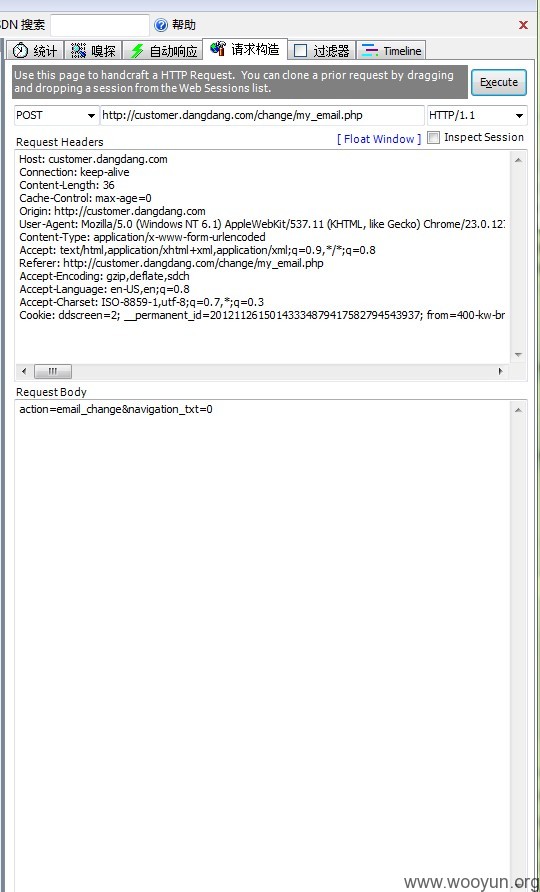 SDN 搜索 帮助 x
统计 嗅探 自动响应 请求构造 过滤器 Timeline
Use this page to handcraft a HTTP Request. You can clone a prior request by dragging
and dropping a session from the Web Sessions list.
Execute
POST http://customer.dangdang.com/change/my_email.php HTTP/1.1
Request Headers [ Float Window ] Inspect Session
Host: customer.dangdang.com
Connection: keep-alive
Content-Length: 36
Cache-Control: max-age=0
Origin: http://customer.dangdang.com
User-Agent: Mozilla/5.0 (Windows NT 6.1) AppleWebKit/537.11 (KHTML, like Gecko) Chrome/23.0.127
Content-Type: application/x-www-form-urlencoded
Accept: text/html,application/xhtml+xml,application/xml;q=0.9,*/*;q=0.8
Referer: http://customer.dangdang.com/change/my_email.php
Accept-Encoding: gzip,deflate,sdch
Accept-Language: en-US,en;q=0.8
Accept-Charset: ISO-8859-1,utf-8;q=0.7,*;q=0.3
Cookie: ddscreen=2; __permanent_id=20121126150143334879417582794543937; from=400-kw-br
Request Body
action=email_change&navigation_txt=0
www.wooyun.org